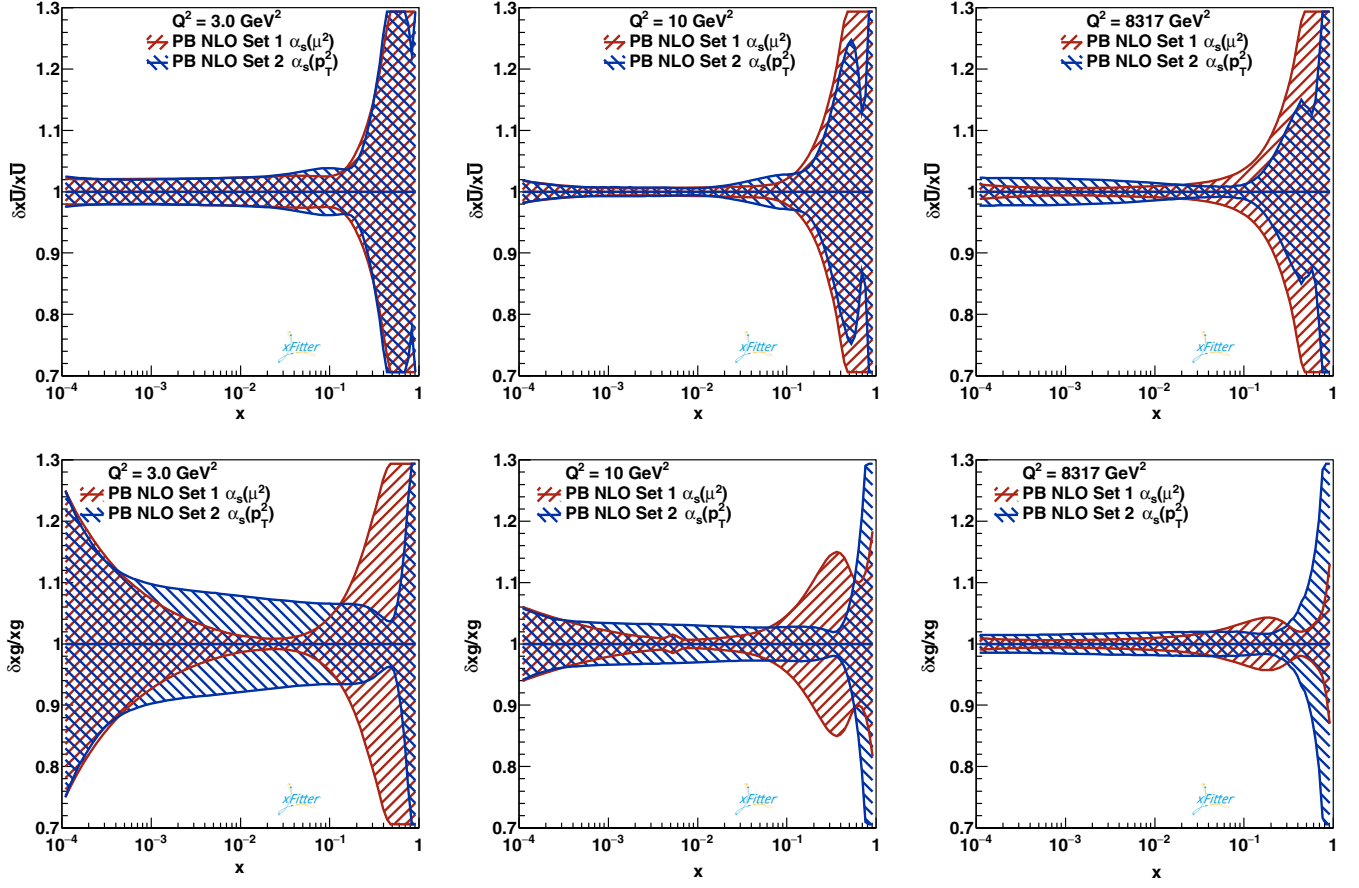 Q² = 3.0 GeV²
PB NLO Set 1 αs(μ²)
PB NLO Set 2 αs(p_T²)
1.3
1.2
1.1
1
0.9
0.8
0.7
δxU̅/xU̅
xFitter
10⁻⁴ 10⁻³ 10⁻² 10⁻¹ 1
x
Q² = 10 GeV²
PB NLO Set 1 αs(μ²)
PB NLO Set 2 αs(p_T²)
1.3
1.2
1.1
1
0.9
0.8
0.7
δxU̅/xU̅
xFitter
10⁻⁴ 10⁻³ 10⁻² 10⁻¹ 1
x
Q² = 8317 GeV²
PB NLO Set 1 αs(μ²)
PB NLO Set 2 αs(p_T²)
1.3
1.2
1.1
1
0.9
0.8
0.7
δxU̅/xU̅
xFitter
10⁻⁴ 10⁻³ 10⁻² 10⁻¹ 1
x
Q² = 3.0 GeV²
PB NLO Set 1 αs(μ²)
PB NLO Set 2 αs(p_T²)
1.3
1.2
1.1
1
0.9
0.8
0.7
δxg/xg
xFitter
10⁻⁴ 10⁻³ 10⁻² 10⁻¹ 1
x
Q² = 10 GeV²
PB NLO Set 1 αs(μ²)
PB NLO Set 2 αs(p_T²)
1.3
1.2
1.1
1
0.9
0.8
0.7
δxg/xg
xFitter
10⁻⁴ 10⁻³ 10⁻² 10⁻¹ 1
x
Q² = 8317 GeV²
PB NLO Set 1 αs(μ²)
PB NLO Set 2 αs(p_T²)
1.3
1.2
1.1
1
0.9
0.8
0.7
δxg/xg
xFitter
10⁻⁴ 10⁻³ 10⁻² 10⁻¹ 1
x